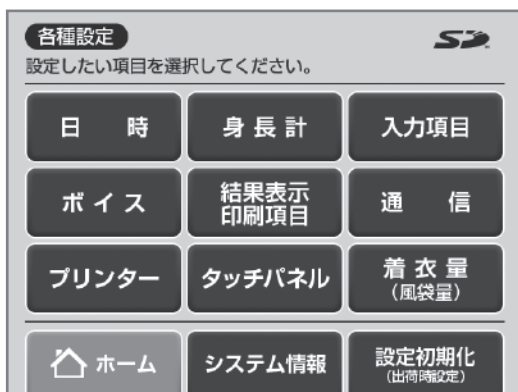 各種設定
SD
設定したい項目を選択してください。
日 時
身長計
入力項目
ボイス
結果表示
印刷項目
通 信
プリンター
タッチパネル
着衣量
(風袋量)
ホーム
システム情報
設定初期化
(出荷時設定)